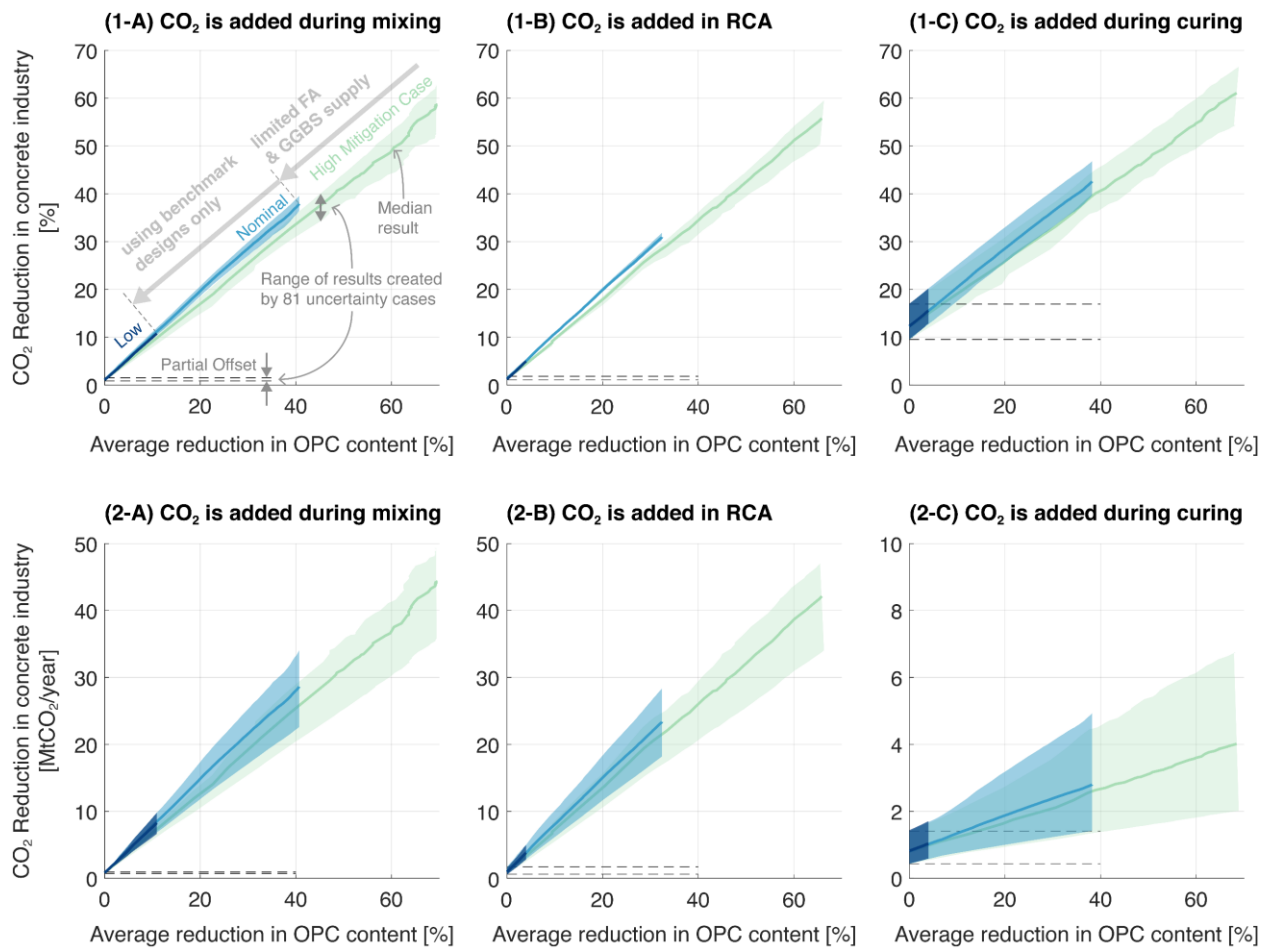 (1-A) CO₂ is added during mixing
(1-B) CO₂ is added in RCA
(1-C) CO₂ is added during curing
CO₂ Reduction in concrete industry
[%]
70
60
50
40
30
20
10
0
using benchmark
designs only
limited FA
& GGBS supply
High Mitigation Case
Nominal
Low
Median
result
Range of results created
by 81 uncertainty cases
Partial Offset
0
20
40
60
Average reduction in OPC content [%]
70
60
50
40
30
20
10
0
0
20
40
60
Average reduction in OPC content [%]
70
60
50
40
30
20
10
0
0
20
40
60
Average reduction in OPC content [%]
(2-A) CO₂ is added during mixing
(2-B) CO₂ is added in RCA
(2-C) CO₂ is added during curing
CO₂ Reduction in concrete industry
[MtCO₂/year]
50
40
30
20
10
0
0
20
40
60
Average reduction in OPC content [%]
50
40
30
20
10
0
0
20
40
60
Average reduction in OPC content [%]
10
8
6
4
2
0
0
20
40
60
Average reduction in OPC content [%]